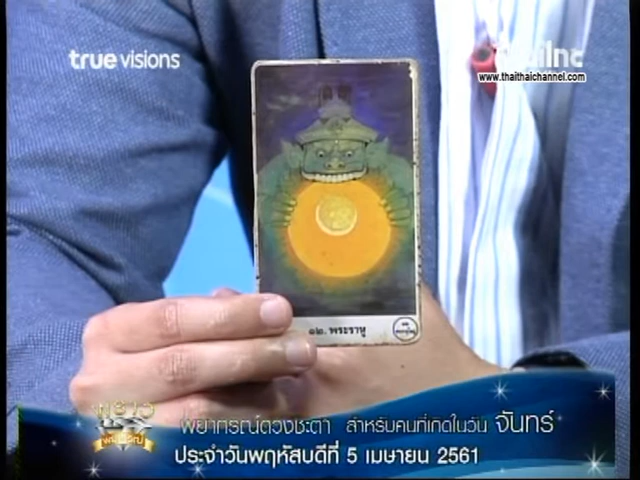 true visions
www.thaithaichannel.com
๑๒. พระราหู
พยากรณ์ดวงชะตา สำหรับคนที่เกิดในวัน จันทร์
ประจำวันพฤหัสบดีที่ 5 เมษายน 2561